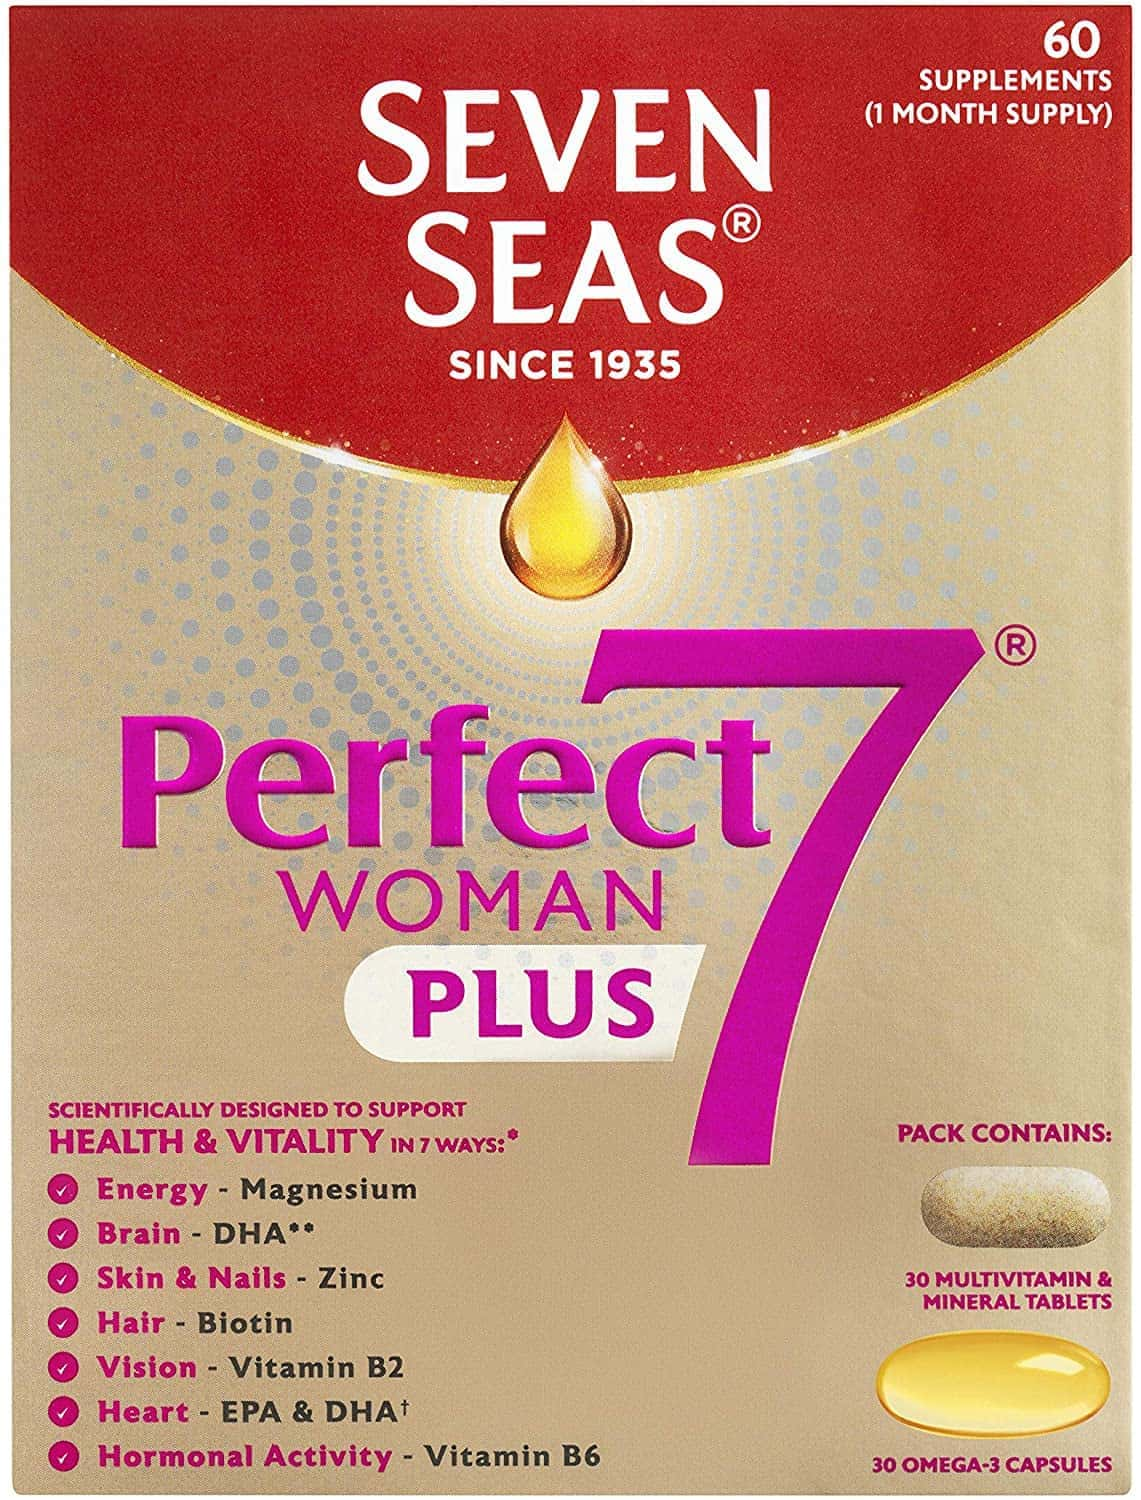 60
SUPPLEMENTS
(1 MONTH SUPPLY)
SEVEN
SEAS®
SINCE 1935
Perfect 7®
WOMAN
PLUS
SCIENTIFICALLY DESIGNED TO SUPPORT
HEALTH & VITALITY IN 7 WAYS:*
Energy - Magnesium
Brain - DHA**
Skin & Nails - Zinc
Hair - Biotin
Vision - Vitamin B2
Heart - EPA & DHA†
Hormonal Activity - Vitamin B6
PACK CONTAINS:
30 MULTIVITAMIN &
MINERAL TABLETS
30 OMEGA-3 CAPSULES